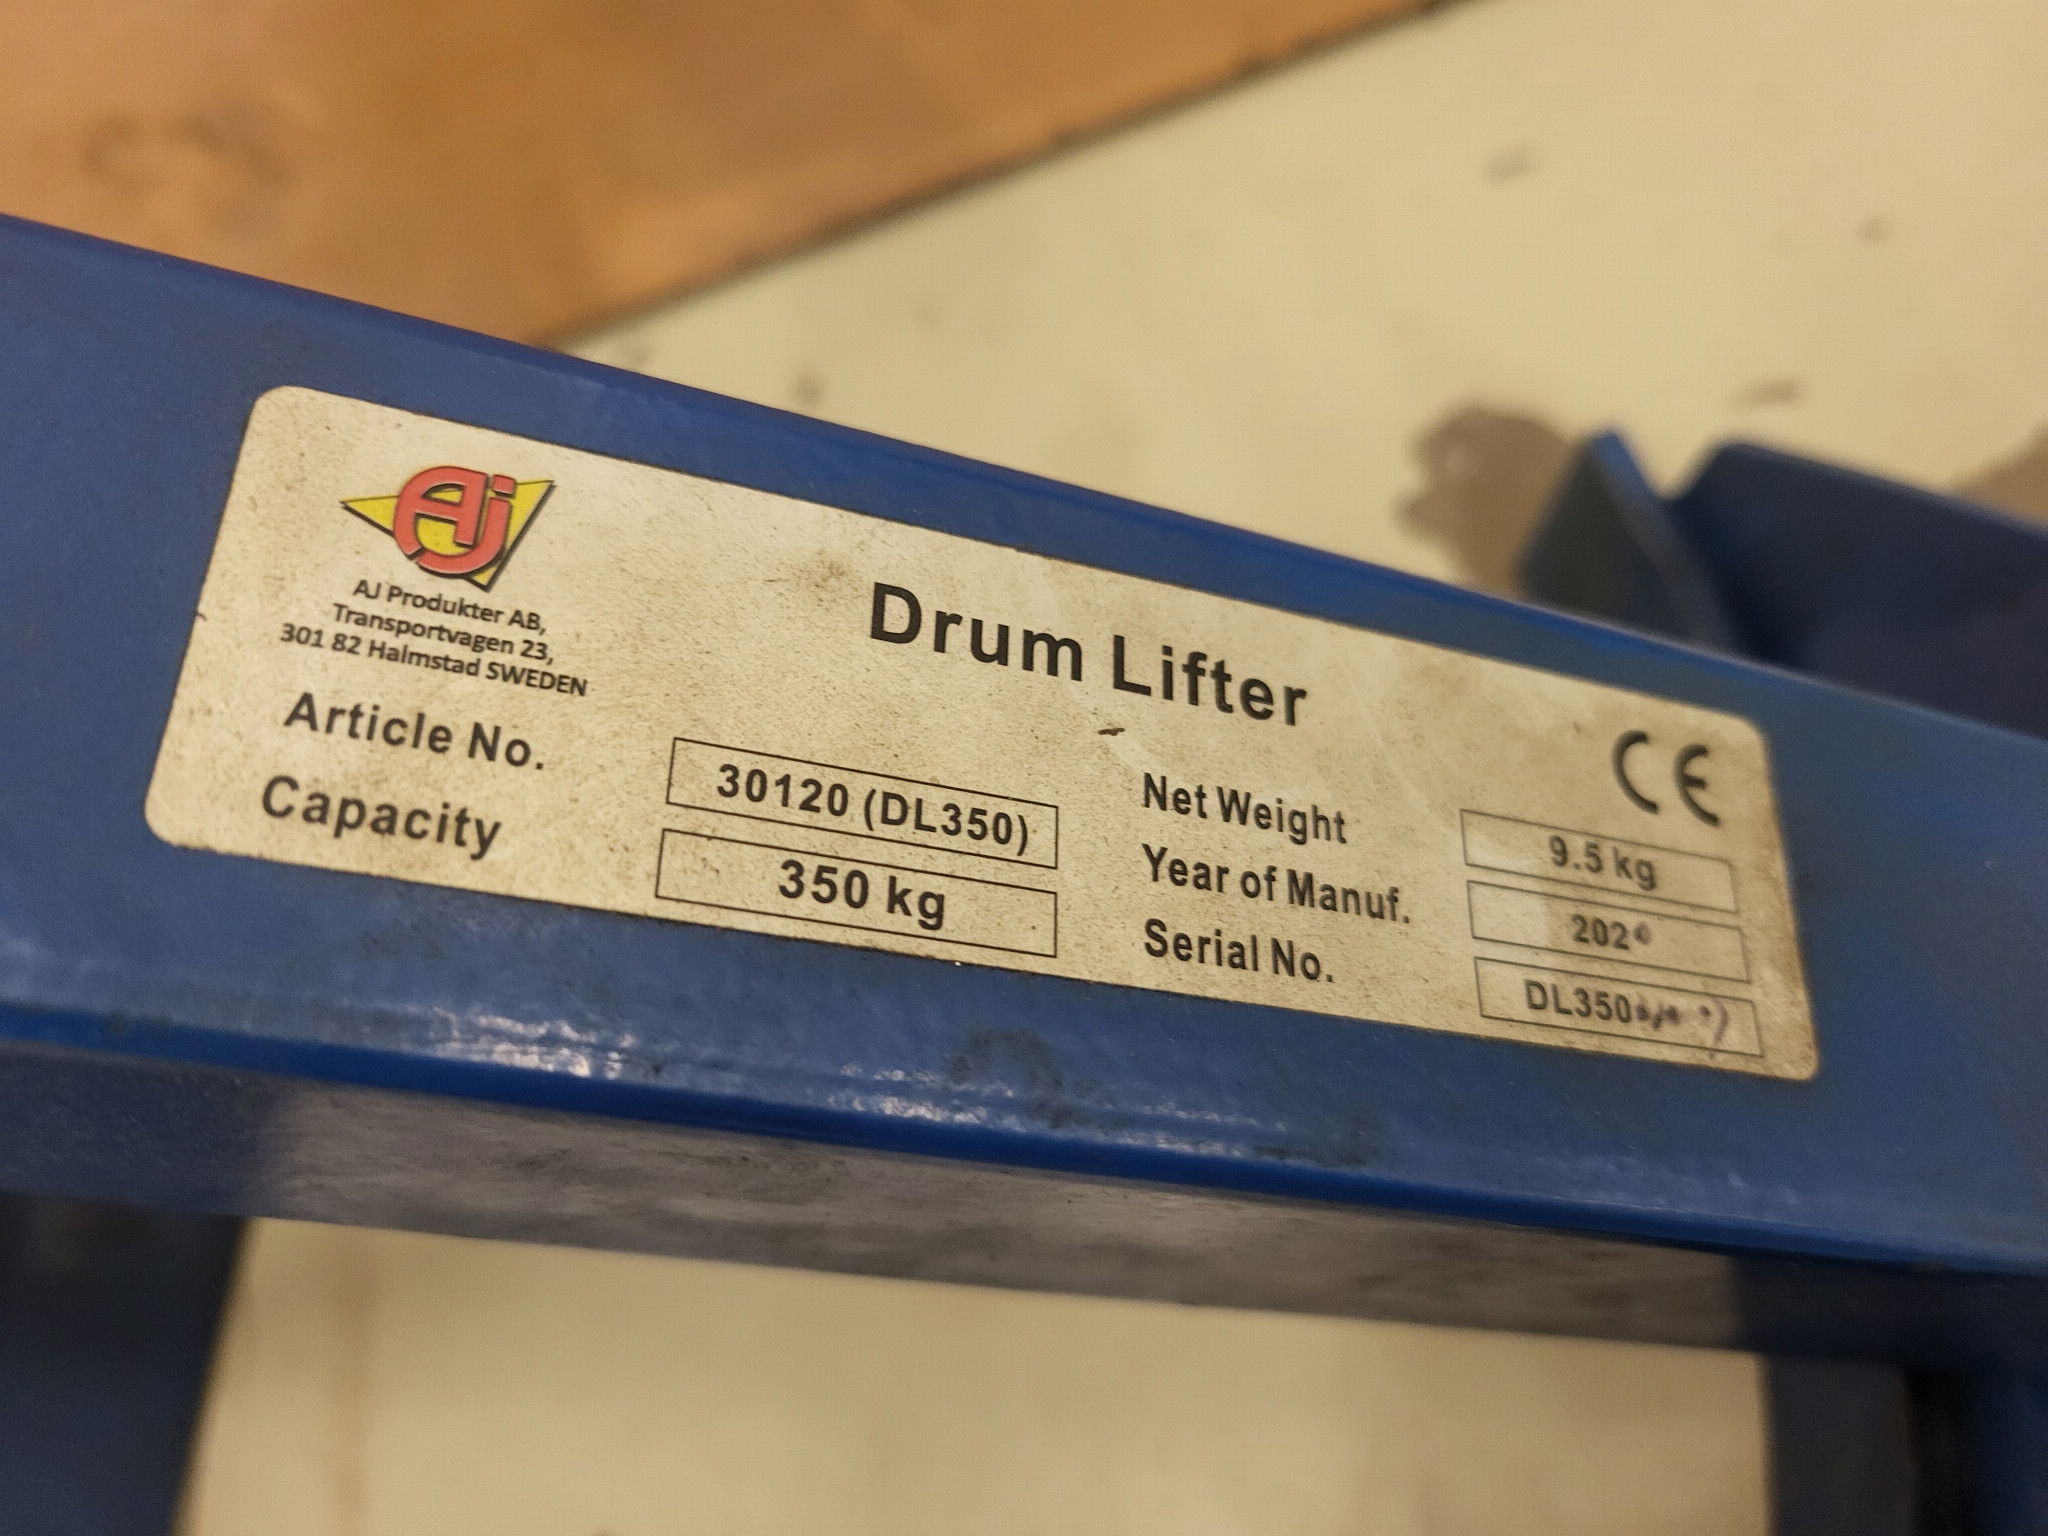 Aj
AJ Produkter AB,
Transportvagen 23,
301 82 Halmstad SWEDEN
Drum Lifter
CE
Article No. 30120 (DL350)
Capacity 350 kg
Net Weight 9.5 kg
Year of Manuf.
Serial No.